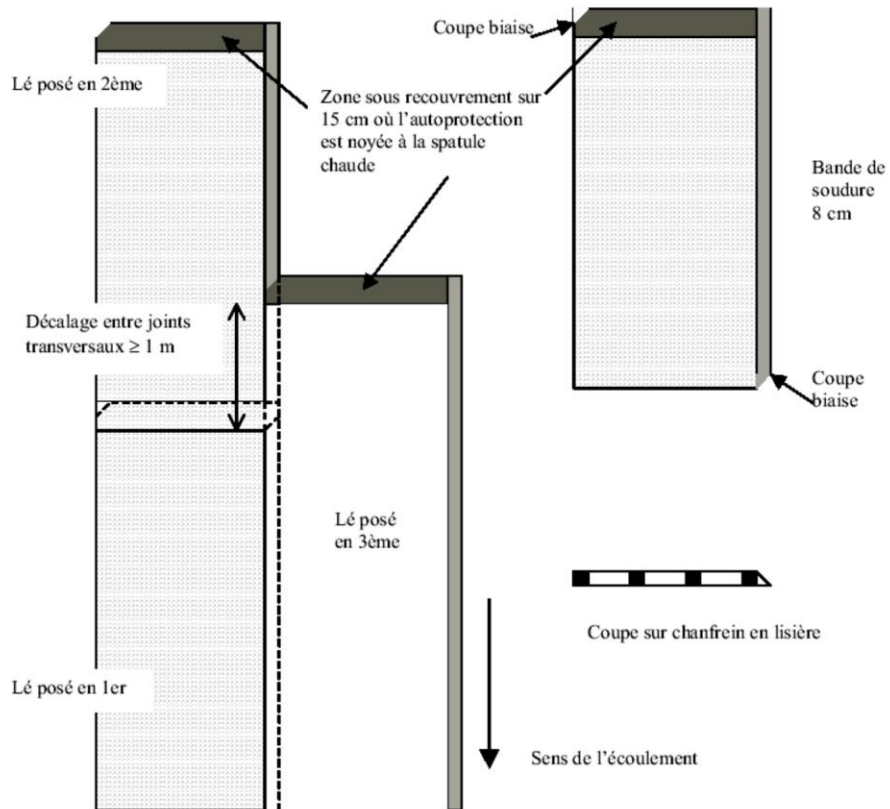 Coupe biaise
Lé posé en 2ème
Zone sous recouvrement sur
15 cm où l'autoprotection
est noyée à la spatule
chaude
Bande de
soudure
8 cm
Décalage entre joints
transversaux ≥ 1 m
Coupe
biaise
Lé posé
en 3ème
Coupe sur chanfrein en lisière
Lé posé en 1er
Sens de l'écoulement